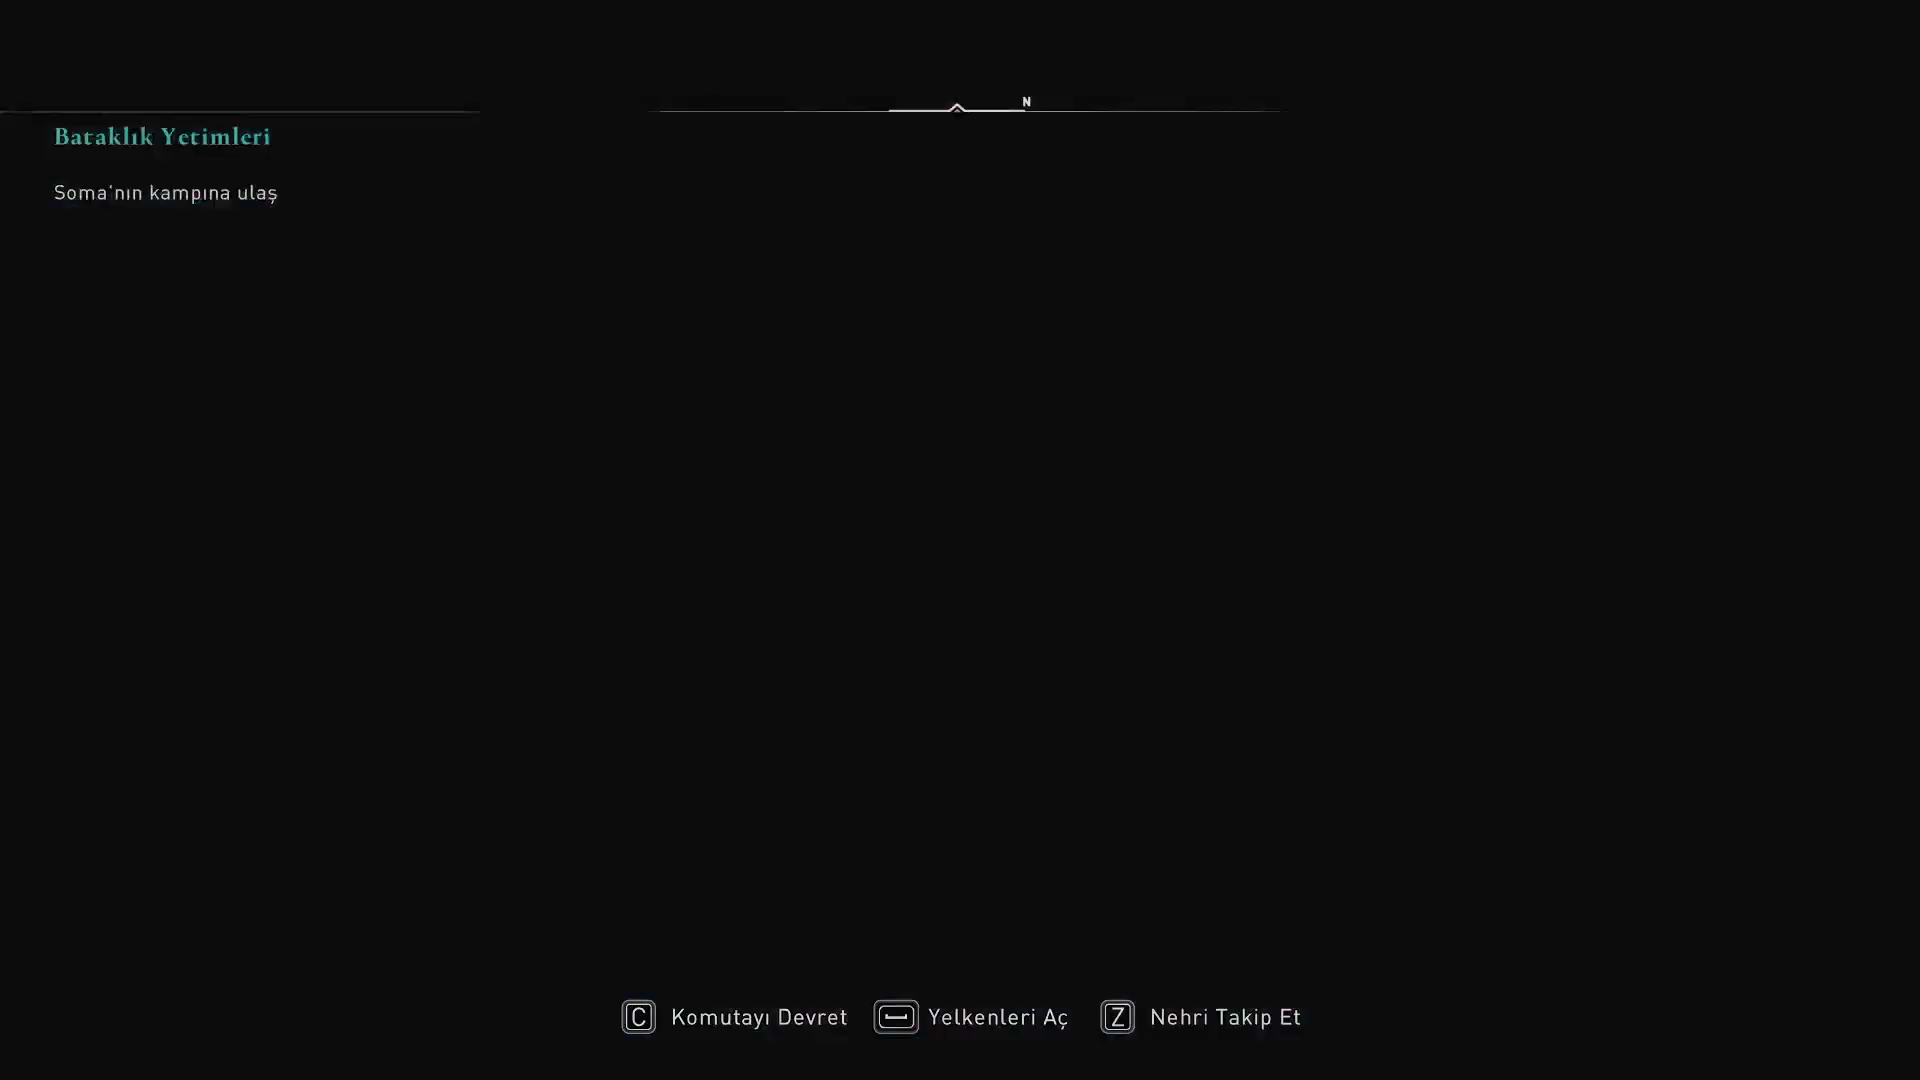 N
Bataklık Yetimleri
Soma'nın kampına ulaş
C Komutayı Devret Yelkenleri Aç Z Nehri Takip Et